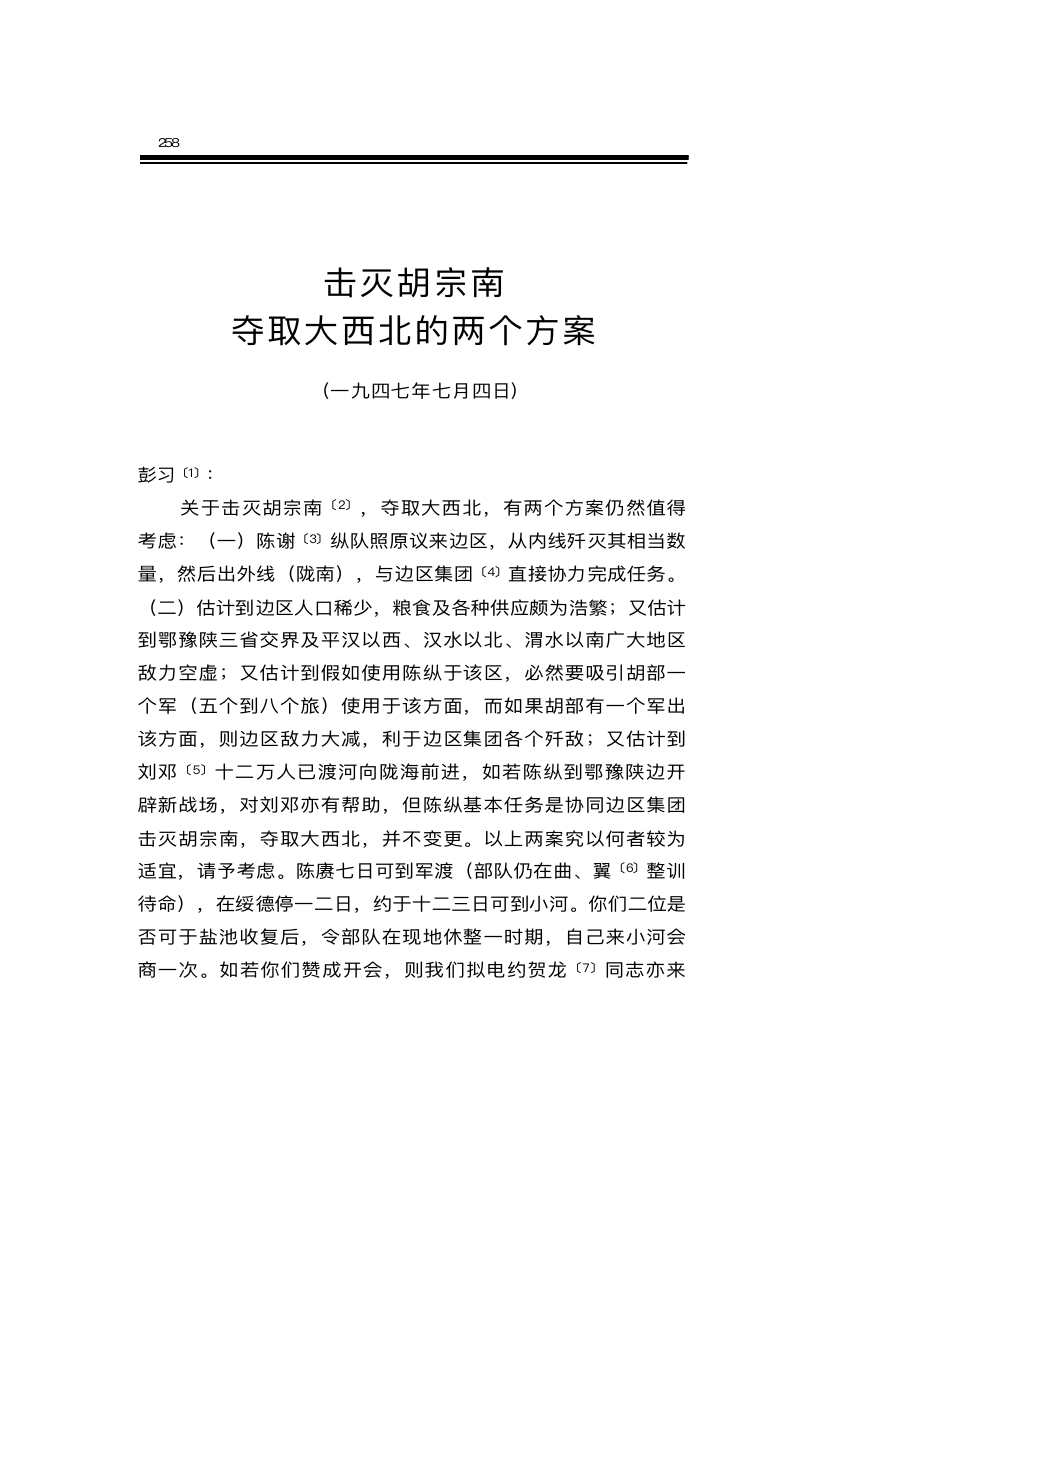 258
击灭胡宗南
夺取大西北的两个方案
(一九四七年七月四日)
彭习〔1〕:
关于击灭胡宗南〔2〕，夺取大西北，有两个方案仍然值得
考虑：（一）陈谢〔3〕纵队照原议来边区，从内线歼灭其相当数
量，然后出外线（陇南），与边区集团〔4〕直接协力完成任务。
（二）估计到边区人口稀少，粮食及各种供应颇为浩繁；又估计
到鄂豫陕三省交界及平汉以西、汉水以北、渭水以南广大地区
敌力空虚；又估计到假如使用陈纵于该区，必然要吸引胡部一
个军（五个到八个旅）使用于该方面，而如果胡部有一个军出
该方面，则边区敌力大减，利于边区集团各个歼敌；又估计到
刘邓〔5〕十二万人已渡河向陇海前进，如若陈纵到鄂豫陕边开
辟新战场，对刘邓亦有帮助，但陈纵基本任务是协同边区集团
击灭胡宗南，夺取大西北，并不变更。以上两案究以何者较为
适宜，请予考虑。陈赓七日可到军渡（部队仍在曲、翼〔6〕整训
待命），在绥德停一二日，约于十二三日可到小河。你们二位是
否可于盐池收复后，令部队在现地休整一时期，自己来小河会
商一次。如若你们赞成开会，则我们拟电约贺龙〔7〕同志亦来